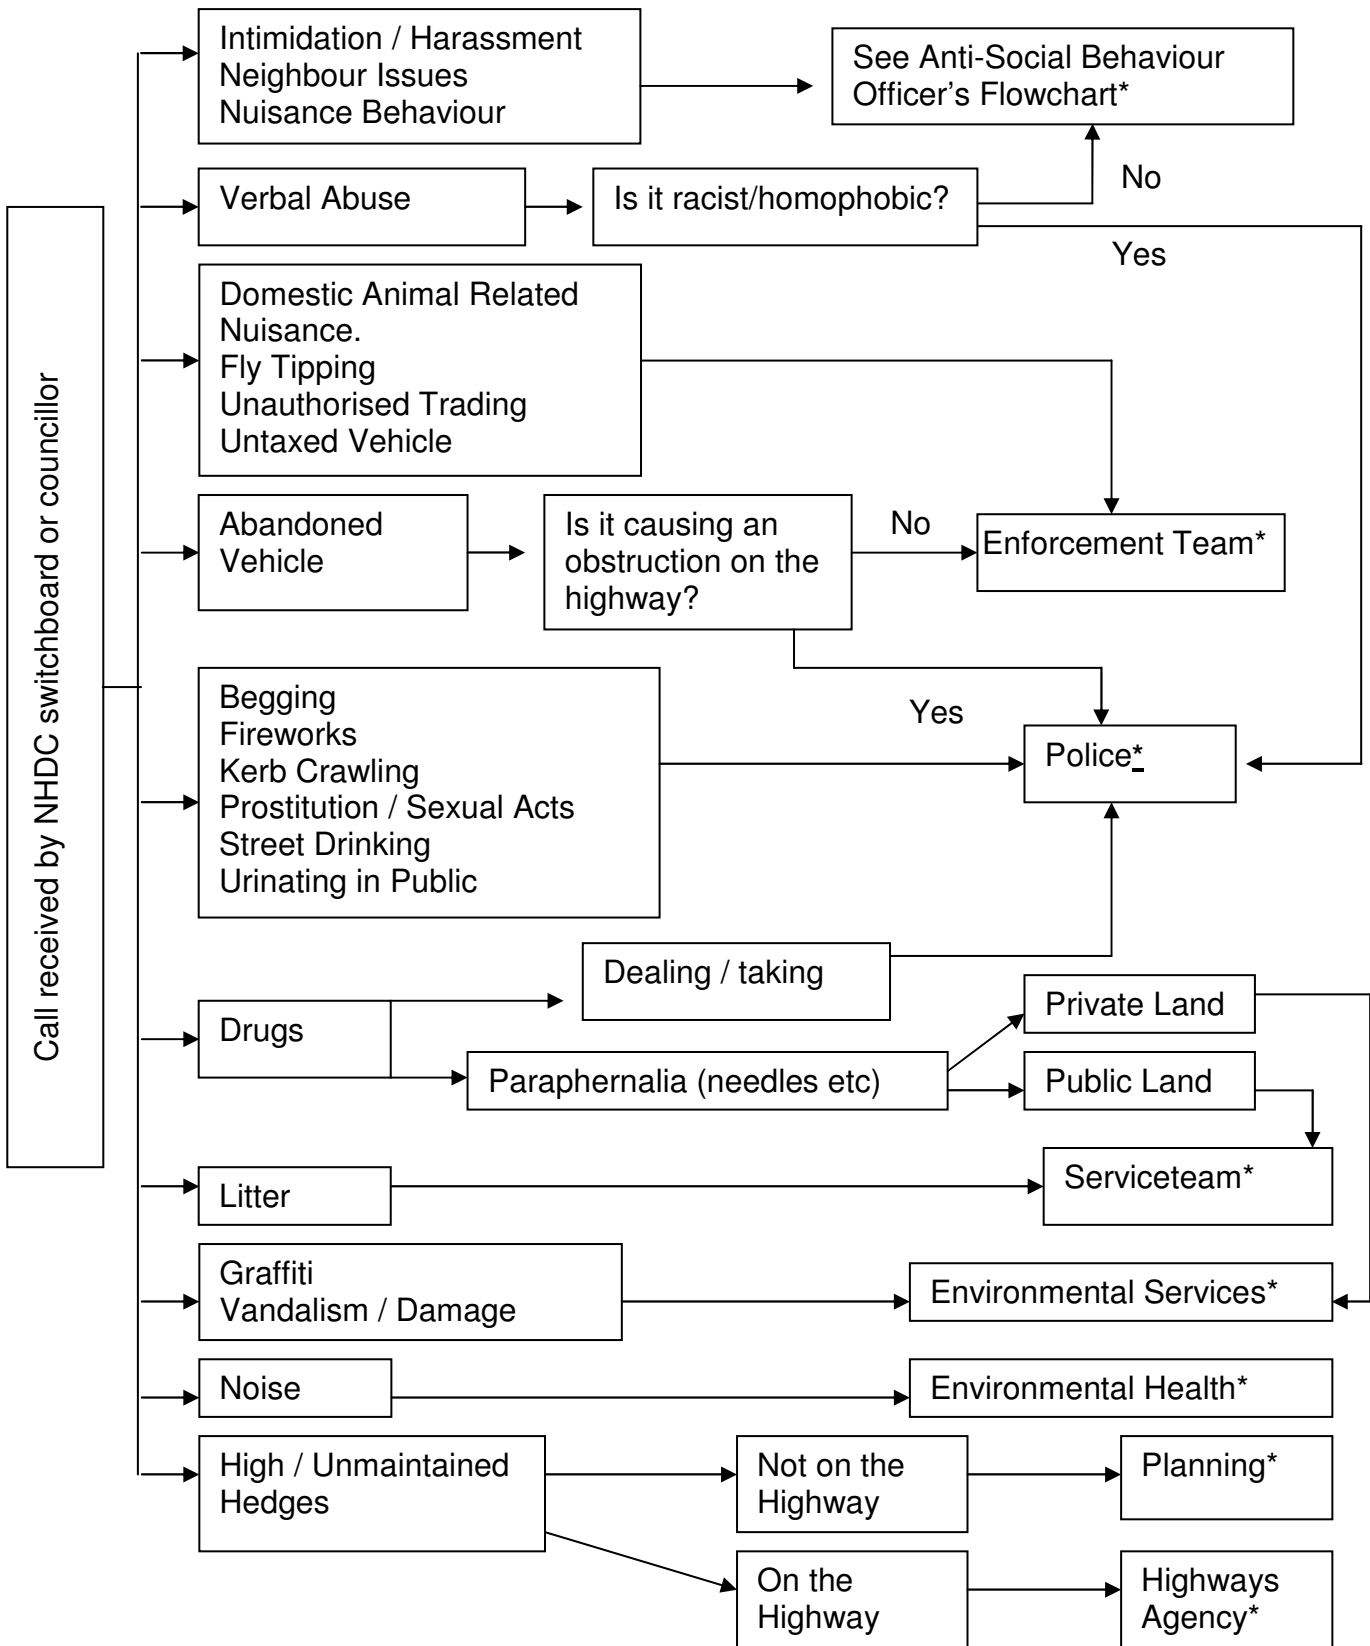 Call received by NHDC switchboard or councillor
Intimidation / Harassment
Neighbour Issues
Nuisance Behaviour
See Anti-Social Behaviour
Officer's Flowchart*
Verbal Abuse
Is it racist/homophobic?
No
Yes
Domestic Animal Related
Nuisance.
Fly Tipping
Unauthorised Trading
Untaxed Vehicle
Abandoned
Vehicle
Is it causing an
obstruction on the
highway?
No
Enforcement Team*
Yes
Begging
Fireworks
Kerb Crawling
Prostitution / Sexual Acts
Street Drinking
Urinating in Public
Police*
Drugs
Dealing / taking
Paraphernalia (needles etc)
Private Land
Public Land
Litter
Serviceteam*
Graffiti
Vandalism / Damage
Environmental Services*
Noise
Environmental Health*
High / Unmaintained
Hedges
Not on the
Highway
Planning*
On the
Highway
Highways
Agency*